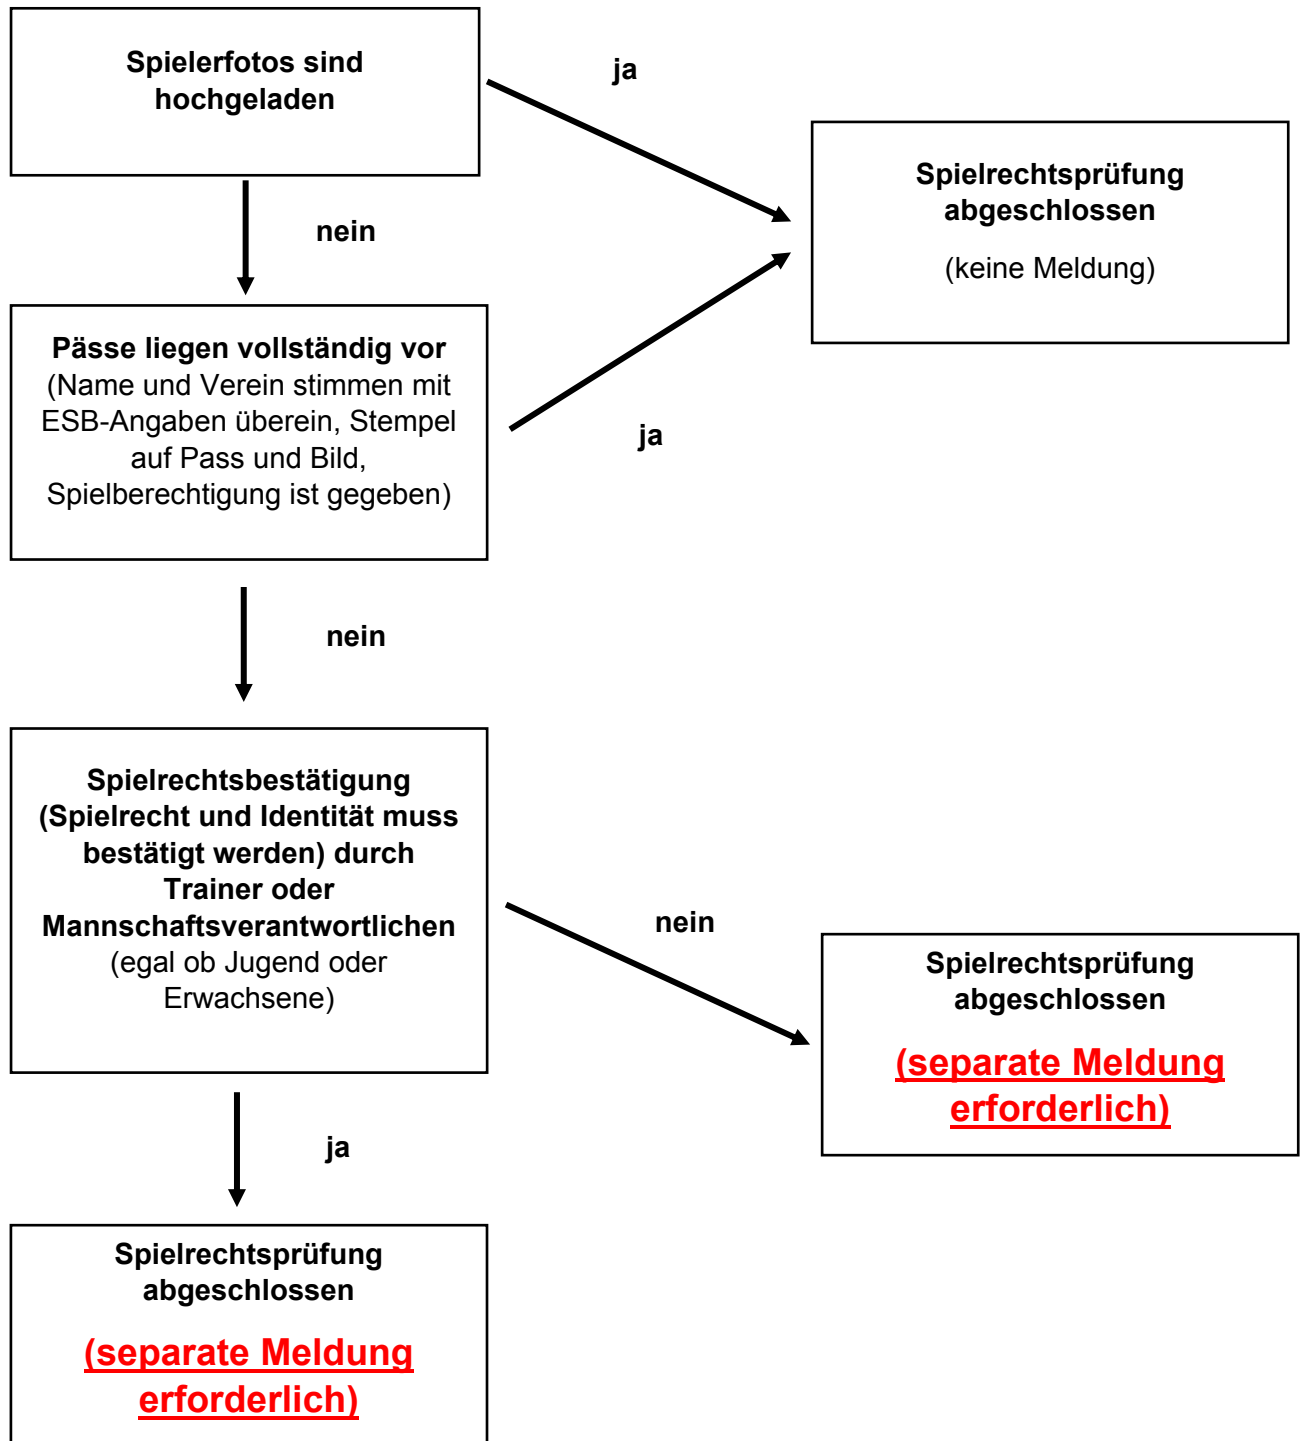 Spielerfotos sind
hochgeladen
ja
Spielrechtsprüfung
abgeschlossen
(keine Meldung)
nein
Pässe liegen vollständig vor
(Name und Verein stimmen mit
ESB-Angaben überein, Stempel
auf Pass und Bild,
Spielberechtigung ist gegeben)
ja
nein
Spielrechtsbestätigung
(Spielrecht und Identität muss
bestätigt werden) durch
Trainer oder
Mannschaftsverantwortlichen
(egal ob Jugend oder
Erwachsene)
nein
Spielrechtsprüfung
abgeschlossen
(separate Meldung
erforderlich)
ja
Spielrechtsprüfung
abgeschlossen
(separate Meldung
erforderlich)